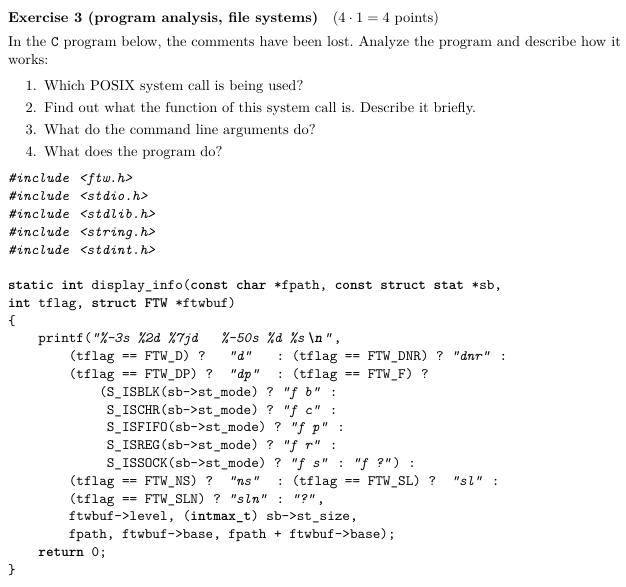 Exercise 3 (program analysis, file systems) (4 · 1 = 4 points)
In the C program below, the comments have been lost. Analyze the program and describe how it
works:
1. Which POSIX system call is being used?
2. Find out what the function of this system call is. Describe it briefly.
3. What do the command line arguments do?
4. What does the program do?
#include <ftw.h>
#include <stdio.h>
#include <stdlib.h>
#include <string.h>
#include <stdint.h>
static int display_info(const char *fpath, const struct stat *sb,
int tflag, struct FTW *ftwbuf)
{
    printf("%-3s %2d %7jd   %-50s %d %s\n",
        (tflag == FTW_D) ?   "d"   : (tflag == FTW_DNR) ? "dnr" :
        (tflag == FTW_DP) ?  "dp"  : (tflag == FTW_F) ?
            (S_ISBLK(sb->st_mode) ? "f b" :
             S_ISCHR(sb->st_mode) ? "f c" :
             S_ISFIFO(sb->st_mode) ? "f p" :
             S_ISREG(sb->st_mode) ? "f r" :
             S_ISSOCK(sb->st_mode) ? "f s" : "f ?") :
        (tflag == FTW_NS) ?  "ns"  : (tflag == FTW_SL) ?  "sl" :
        (tflag == FTW_SLN) ? "sln" : "?",
        ftwbuf->level, (intmax_t) sb->st_size,
        fpath, ftwbuf->base, fpath + ftwbuf->base);
    return 0;
}